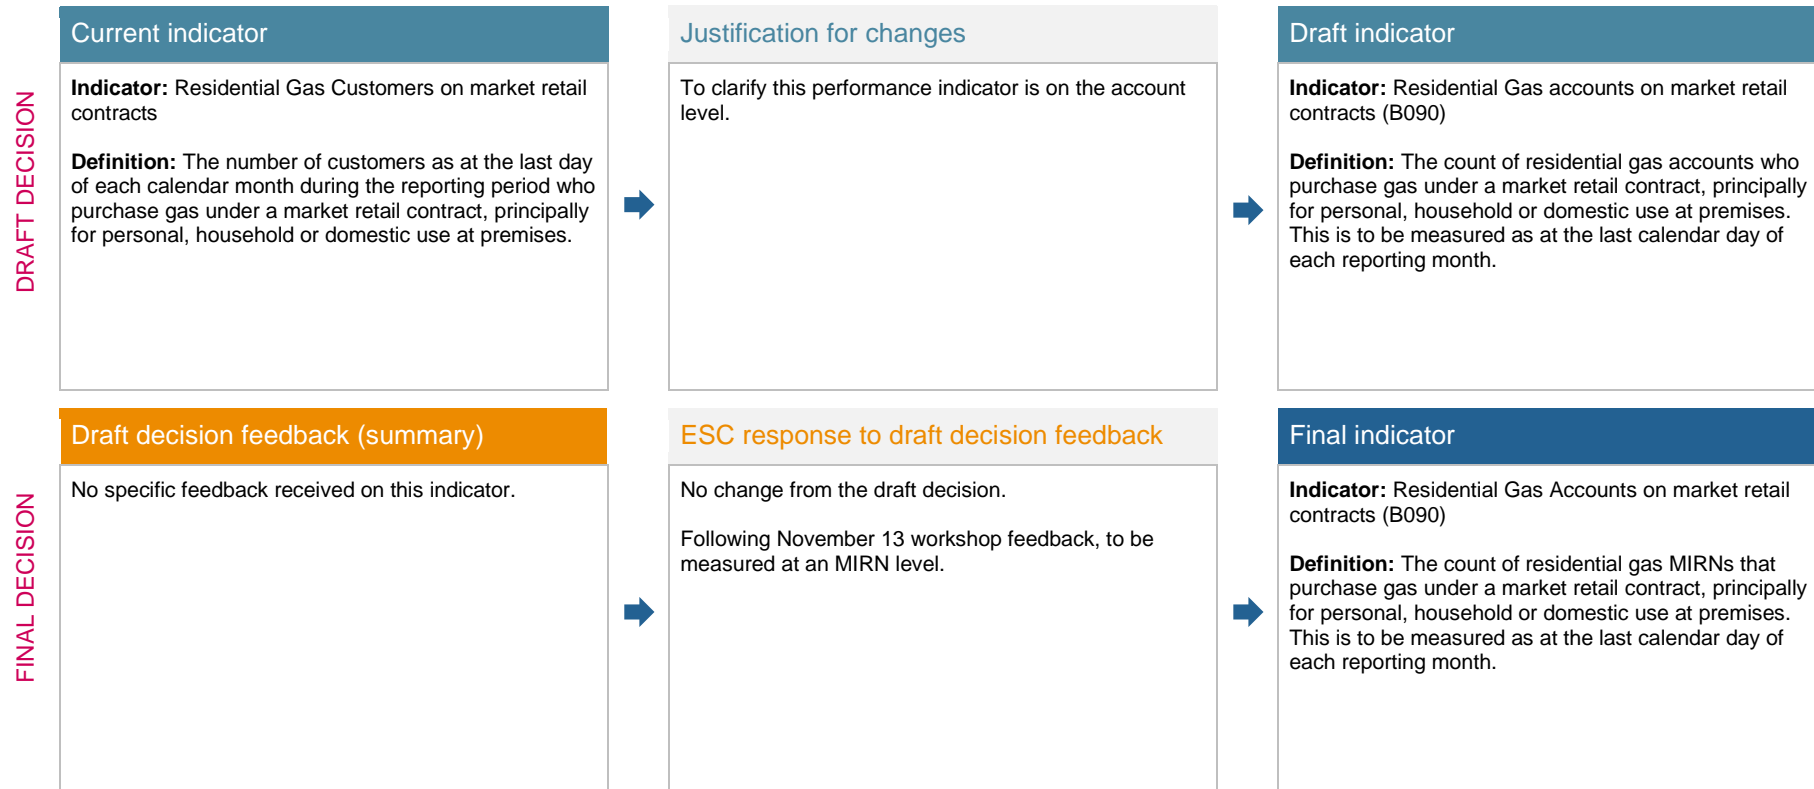 DRAFT DECISION
Current indicator
Indicator: Residential Gas Customers on market retail
contracts
Definition: The number of customers as at the last day
of each calendar month during the reporting period who
purchase gas under a market retail contract, principally
for personal, household or domestic use at premises.
Justification for changes
To clarify this performance indicator is on the account
level.
Draft indicator
Indicator: Residential Gas accounts on market retail
contracts (B090)
Definition: The count of residential gas accounts who
purchase gas under a market retail contract, principally
for personal, household or domestic use at premises.
This is to be measured as at the last calendar day of
each reporting month.
FINAL DECISION
Draft decision feedback (summary)
No specific feedback received on this indicator.
ESC response to draft decision feedback
No change from the draft decision.
Following November 13 workshop feedback, to be
measured at an MIRN level.
Final indicator
Indicator: Residential Gas Accounts on market retail
contracts (B090)
Definition: The count of residential gas MIRNs that
purchase gas under a market retail contract, principally
for personal, household or domestic use at premises.
This is to be measured as at the last calendar day of
each reporting month.